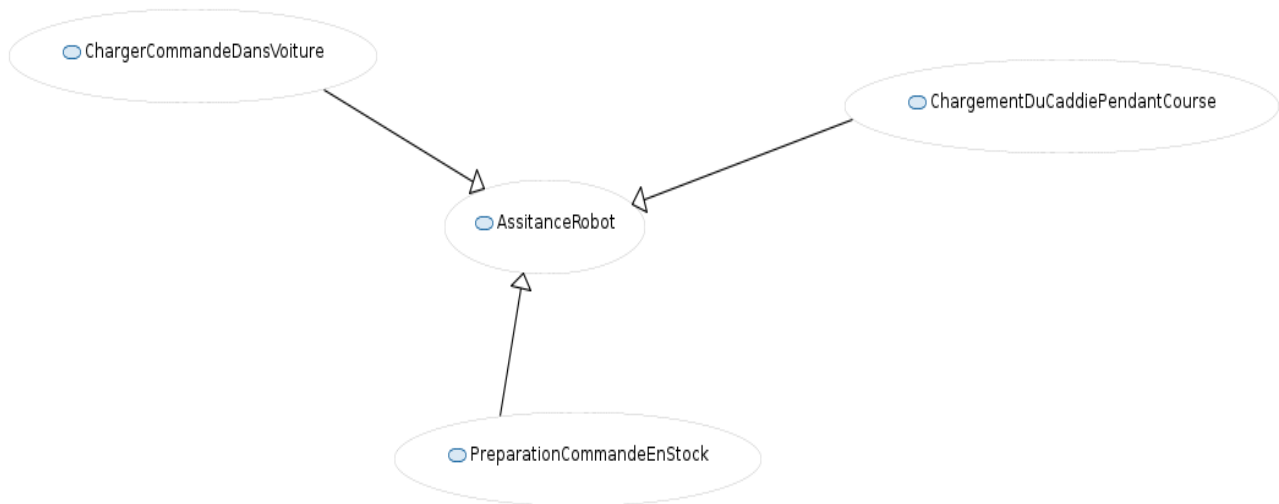 ChargerCommandeDansVoiture
ChargementDuCaddiePendantCourse
AssitanceRobot
PreparationCommandeEnStock